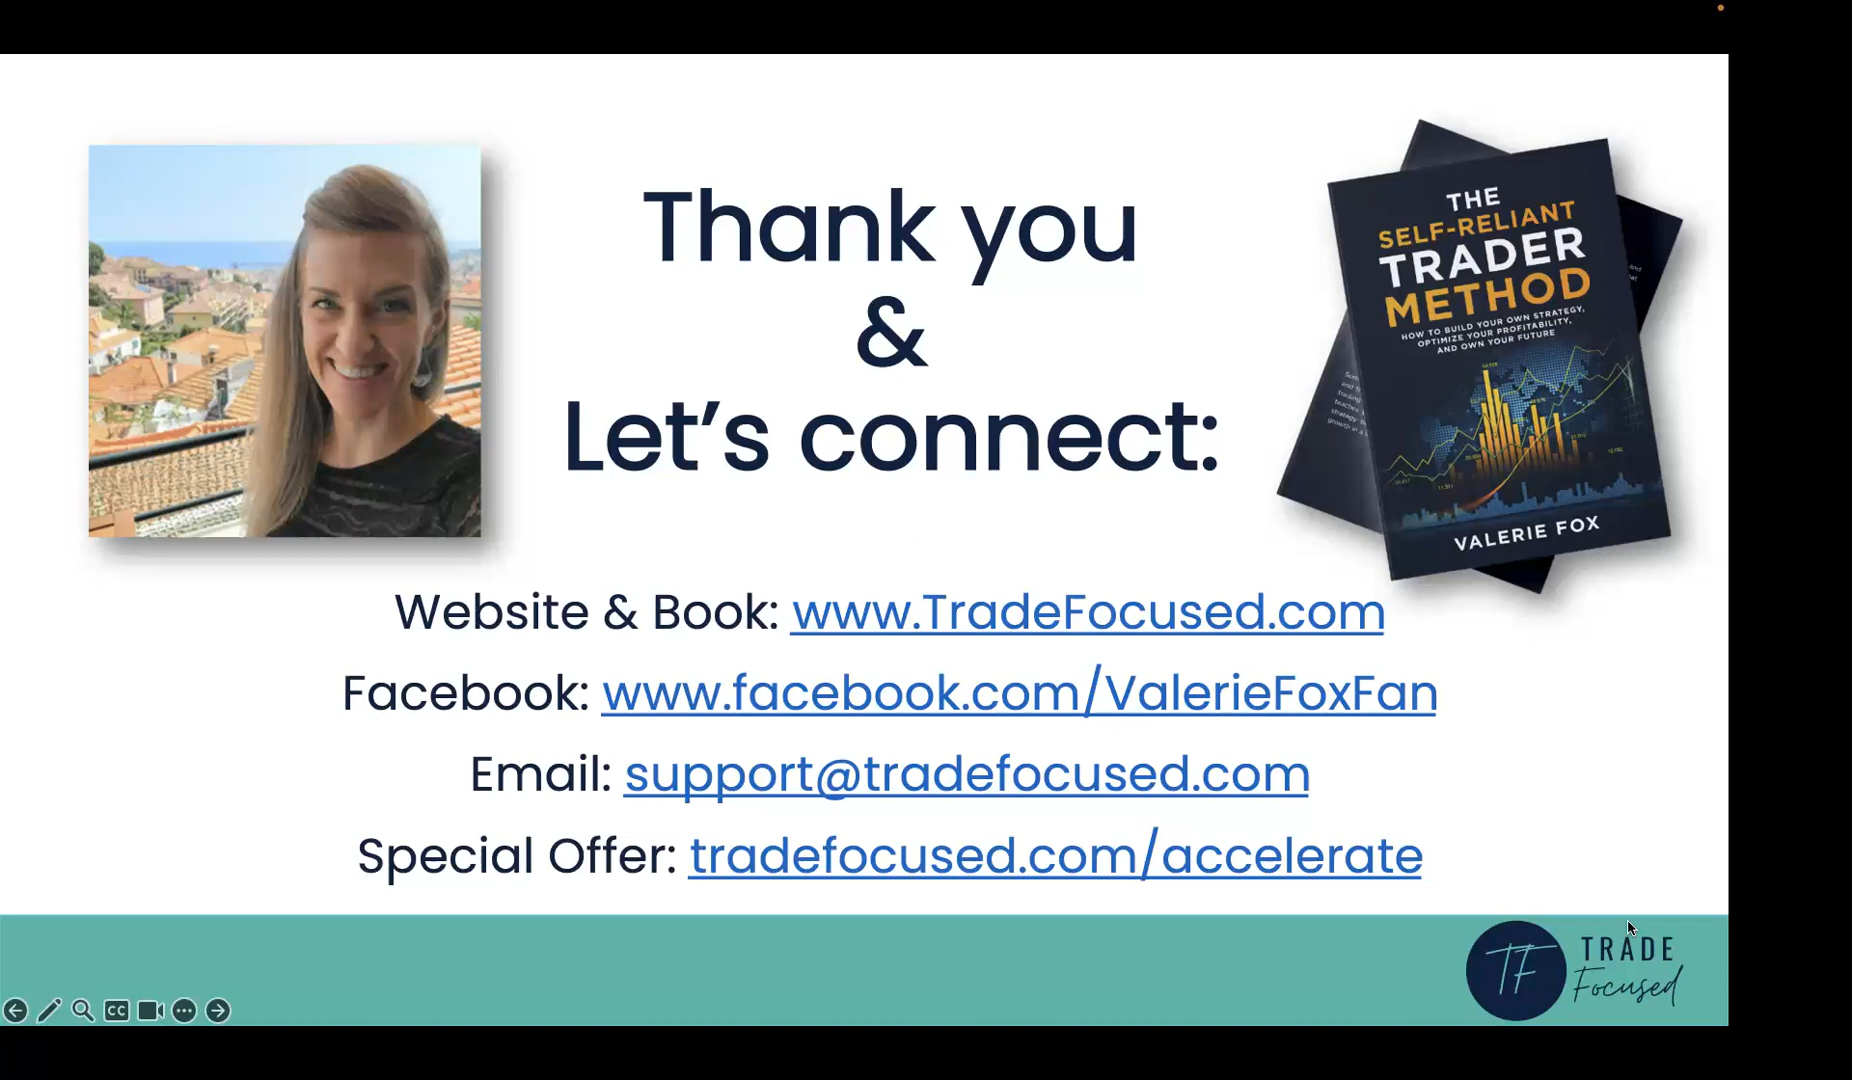 Thank you
&
Let's connect:
THE
SELF-RELIANT
TRADER
METHOD
HOW TO BUILD YOUR OWN STRATEGY,
OPTIMIZE YOUR PROFITABILITY,
AND OWN YOUR FUTURE
VALERIE FOX
Website & Book: www.TradeFocused.com
Facebook: www.facebook.com/ValerieFoxFan
Email: support@tradefocused.com
Special Offer: tradefocused.com/accelerate
TF
TRADE
Focused
CC